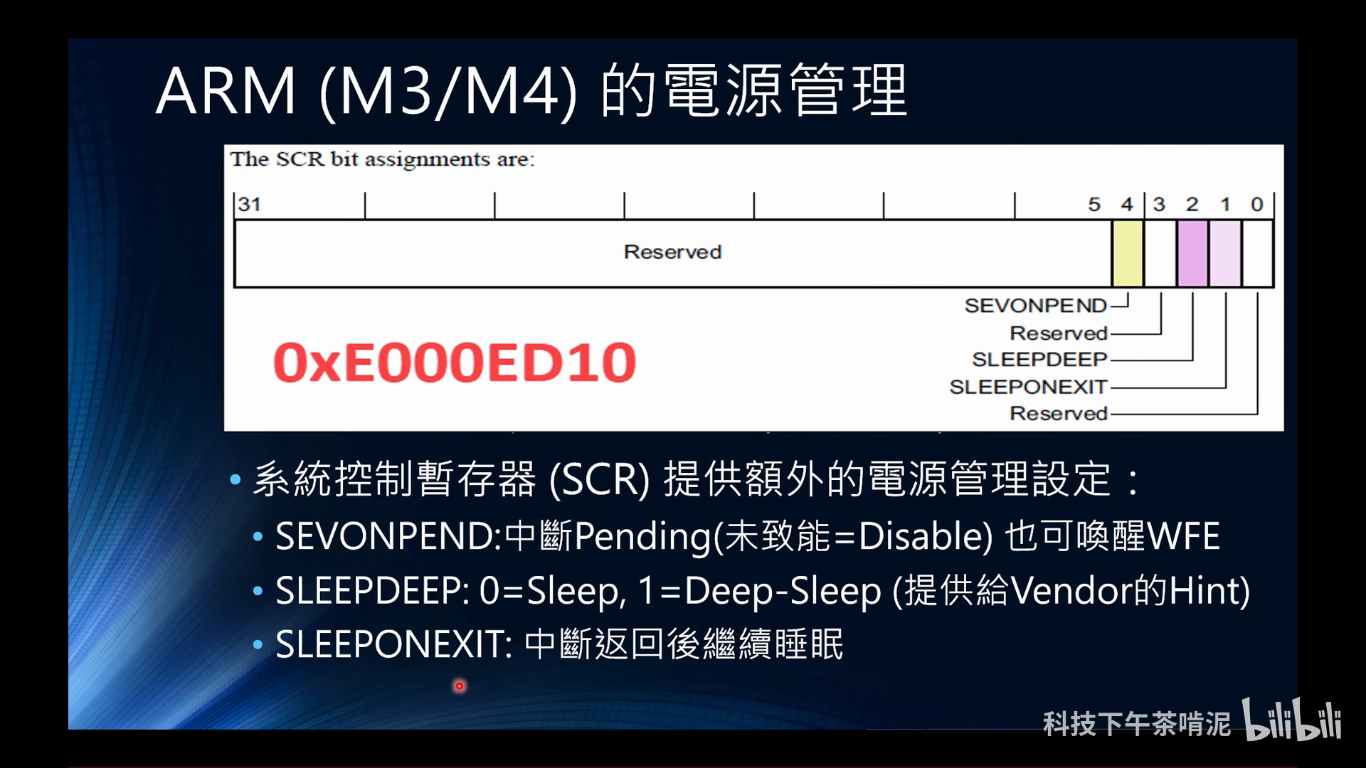 ARM (M3/M4) 的電源管理
The SCR bit assignments are:
31 5 4 3 2 1 0
Reserved
SEVONPEND
Reserved
SLEEPDEEP
SLEEPONEXIT
Reserved
0xE000ED10
• 系統控制暫存器 (SCR) 提供額外的電源管理設定：
• SEVONPEND:中斷Pending(未致能=Disable) 也可喚醒WFE
• SLEEPDEEP: 0=Sleep, 1=Deep-Sleep (提供給Vendor的Hint)
• SLEEPONEXIT: 中斷返回後繼續睡眠
科技下午茶啃泥 bilibili